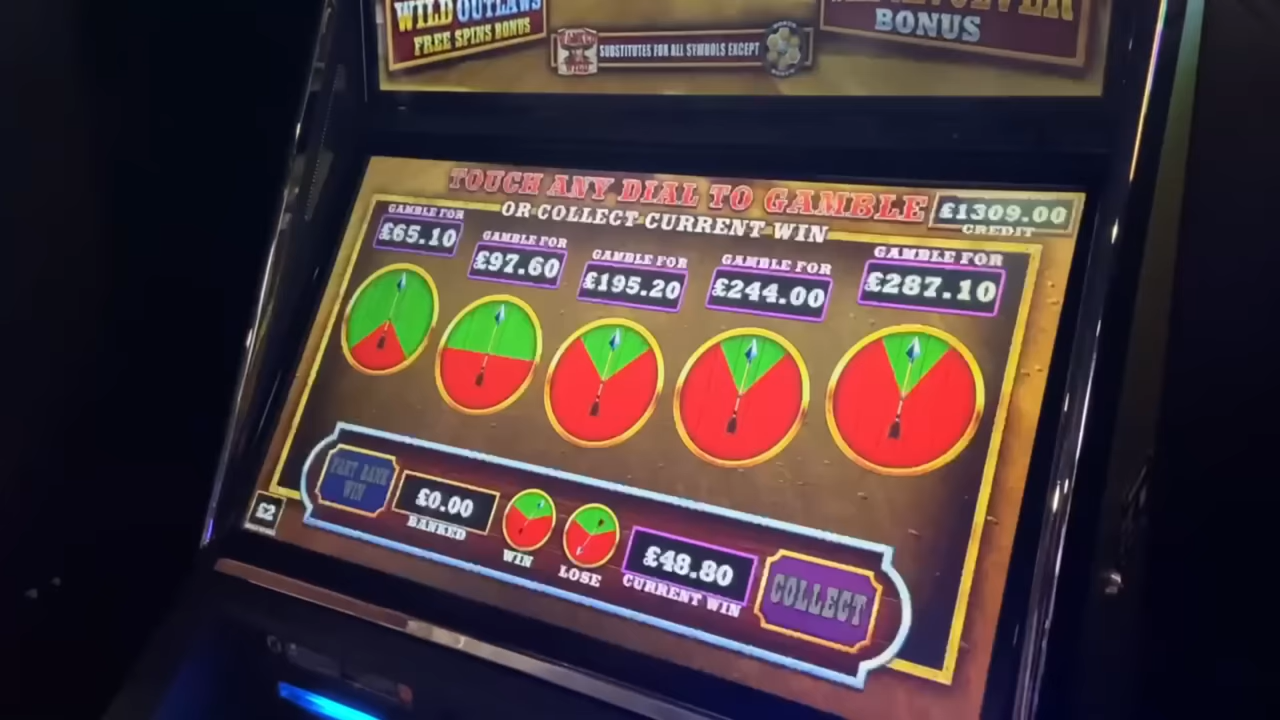 WILD OUTLAWS
FREE SPINS BONUS
SUBSTITUTES FOR ALL SYMBOLS EXCEPT
BONUS
TOUCH ANY DIAL TO GAMBLE
OR COLLECT CURRENT WIN
£1309.00
CREDIT
GAMBLE FOR
£65.10
GAMBLE FOR
£97.60
GAMBLE FOR
£195.20
GAMBLE FOR
£244.00
GAMBLE FOR
£287.10
PART BANK
WIN
£0.00
BANKED
WIN
LOSE
£48.80
CURRENT WIN
COLLECT
£2